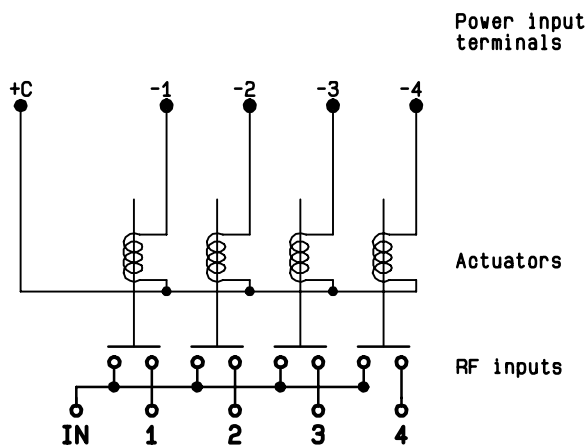 Power input
terminals
+C -1 -2 -3 -4
Actuators
RF inputs
IN 1 2 3 4